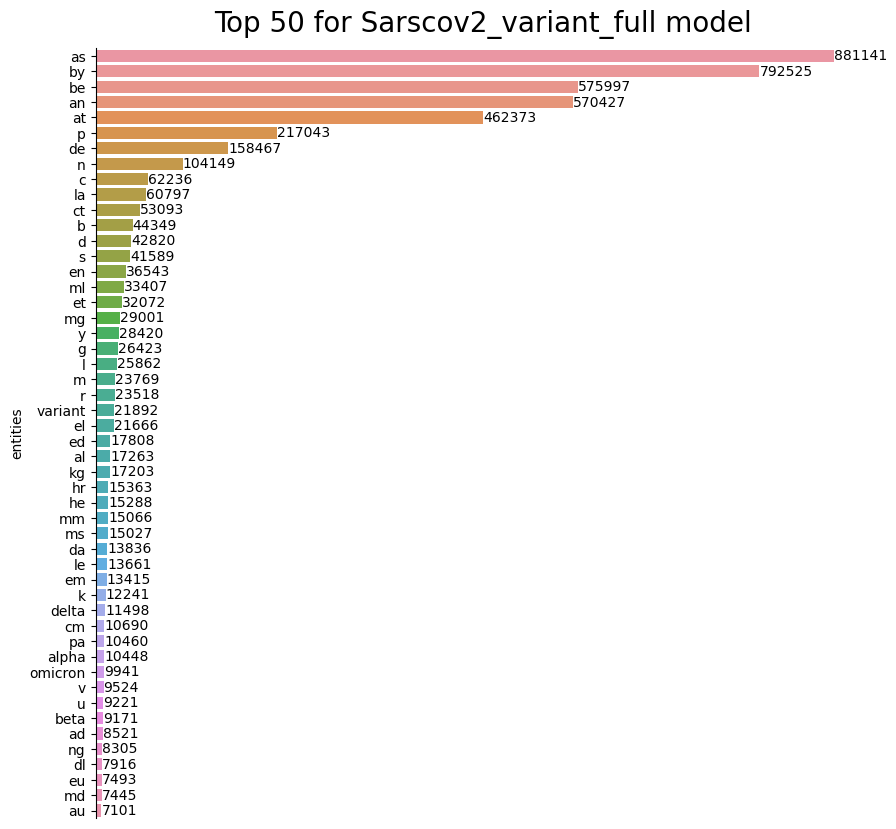 Top 50 for Sarscov2_variant_full model
as 881141
by 792525
be 575997
an 570427
at 462373
p 217043
de 158467
n 104149
c 62236
la 60797
ct 53093
b 44349
d 42820
s 41589
en 36543
ml 33407
et 32072
mg 29001
y 28420
g 26423
l 25862
m 23769
r 23518
variant 21892
el 21666
ed 17808
al 17263
kg 17203
hr 15363
he 15288
mm 15066
ms 15027
da 13836
le 13661
em 13415
k 12241
delta 11498
cm 10690
pa 10460
alpha 10448
omicron 9941
v 9524
u 9221
beta 9171
ad 8521
ng 8305
dl 7916
eu 7493
md 7445
au 7101
entities